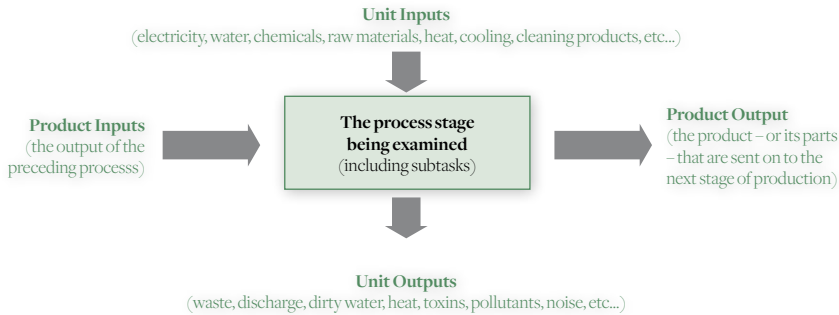 Unit Inputs
(electricity, water, chemicals, raw materials, heat, cooling, cleaning products, etc...)
Product Inputs
(the output of the
preceding processs)
The process stage
being examined
(including subtasks)
Product Output
(the product – or its parts
– that are sent on to the
next stage of production)
Unit Outputs
(waste, discharge, dirty water, heat, toxins, pollutants, noise, etc...)